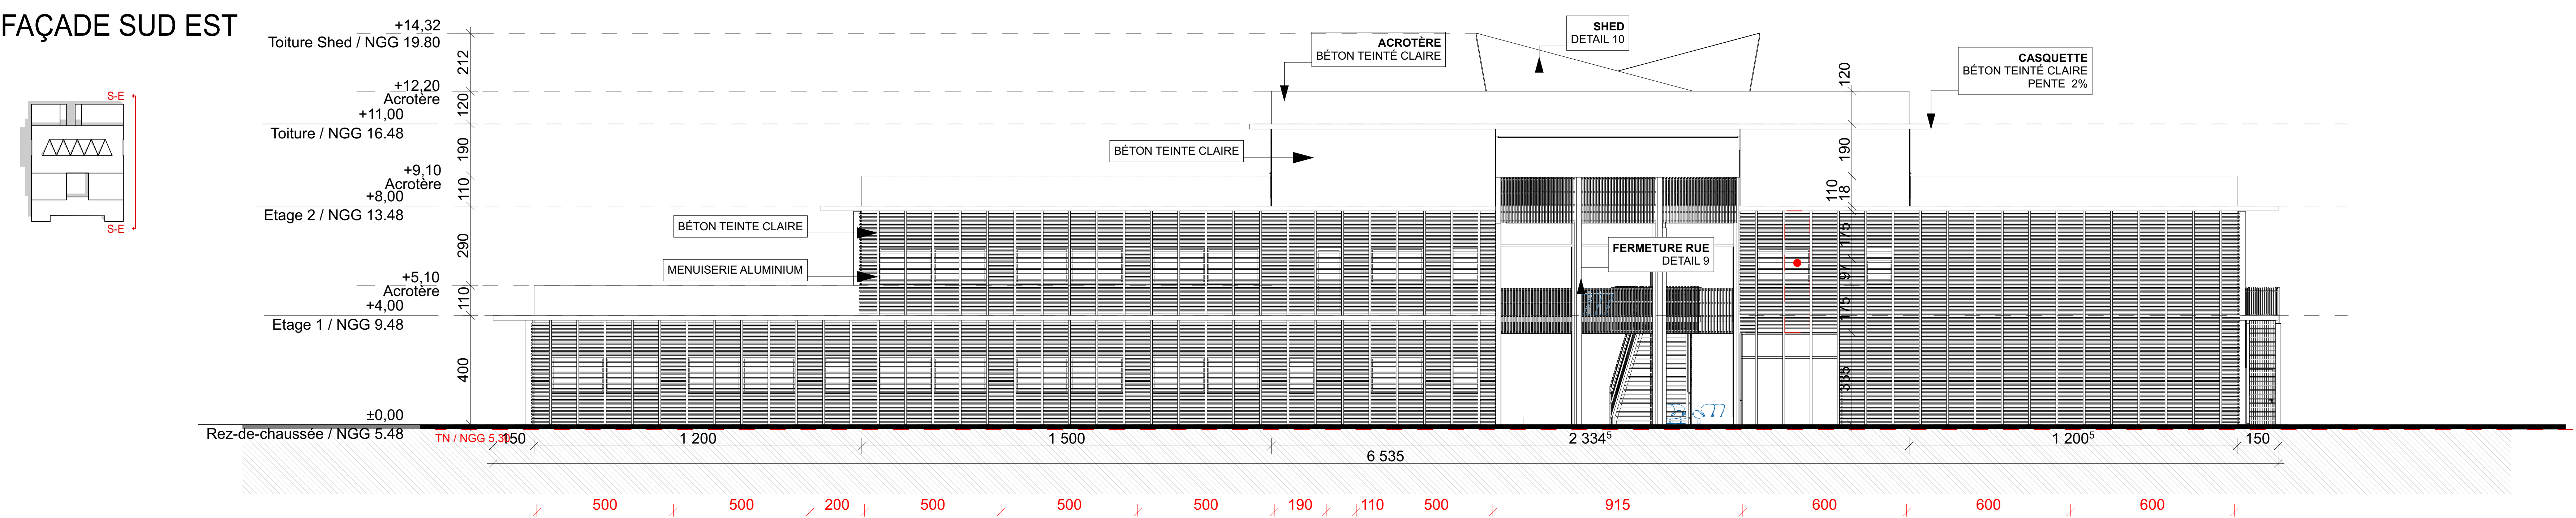 FAÇADE SUD EST
S-E
S-E
+14,32
Toiture Shed / NGG 19.80
+12,20
Acrotère
+11,00
Toiture / NGG 16.48
+9,10
Acrotère
+8,00
Etage 2 / NGG 13.48
+5,10
Acrotère
+4,00
Etage 1 / NGG 9.48
±0,00
Rez-de-chaussée / NGG 5.48
212
120
190
110
290
110
400
SHED
DETAIL 10
ACROTÈRE
BÉTON TEINTÉ CLAIRE
CASQUETTE
BÉTON TEINTÉ CLAIRE
PENTE 2%
BÉTON TEINTE CLAIRE
BÉTON TEINTE CLAIRE
MENUISERIE ALUMINIUM
FERMETURE RUE
DETAIL 9
120
190
110
18
175
97
175
335
TN / NGG 5,30
150
1 200
1 500
2 334⁵
1 200⁵
150
6 535
500
500
200
500
500
500
190
110
500
915
600
600
600